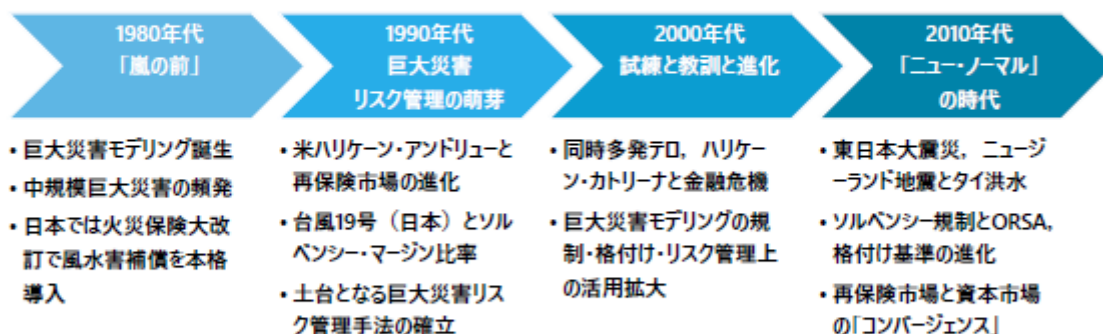 1980年代
「嵐の前」
・巨大災害モデリング誕生
・中規模巨大災害の頻発
・日本では火災保険大改
訂で風水害補償を本格
導入
1990年代
巨大災害
リスク管理の萌芽
・米ハリケーン・アンドリューと
再保険市場の進化
・台風19号（日本）とソル
ベンシー・マージン比率
・土台となる巨大災害リス
ク管理手法の確立
2000年代
試練と教訓と進化
・同時多発テロ，ハリケー
ン・カトリーナと金融危機
・巨大災害モデリングの規
制・格付け・リスク管理上
の活用拡大
2010年代
「ニュー・ノーマル」
の時代
・東日本大震災，ニュージ
ーランド地震とタイ洪水
・ソルベンシー規制とORSA，
格付け基準の進化
・再保険市場と資本市場
の「コンバージェンス」